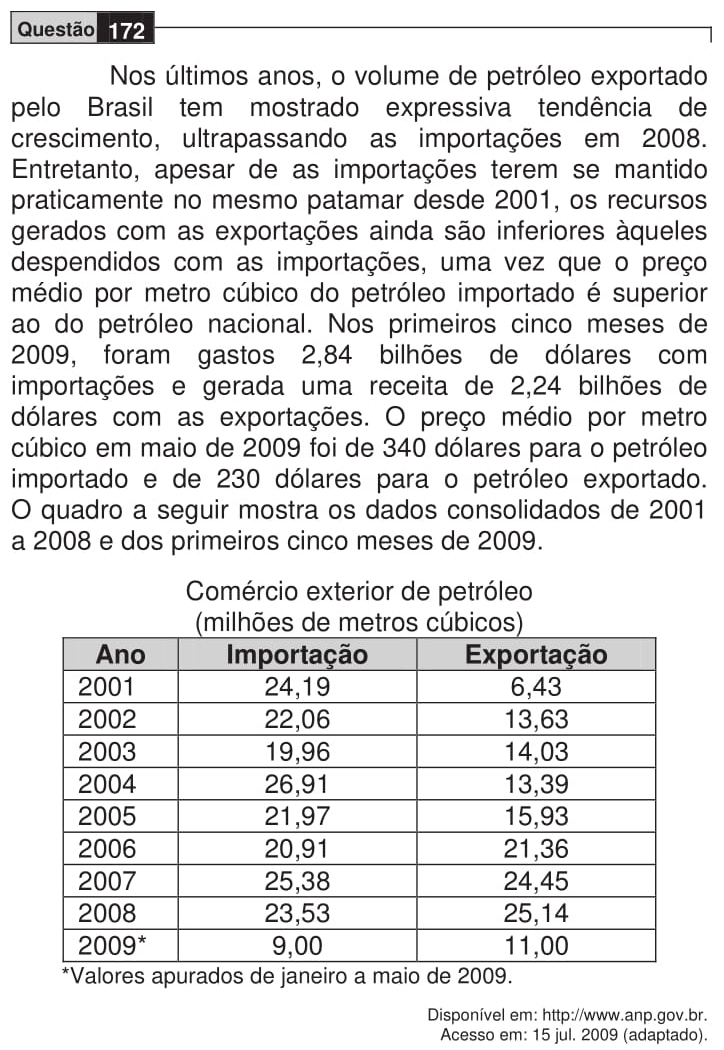 Questão 172
Nos últimos anos, o volume de petróleo exportado
pelo Brasil tem mostrado expressiva tendência de
crescimento, ultrapassando as importações em 2008.
Entretanto, apesar de as importações terem se mantido
praticamente no mesmo patamar desde 2001, os recursos
gerados com as exportações ainda são inferiores àqueles
despendidos com as importações, uma vez que o preço
médio por metro cúbico do petróleo importado é superior
ao do petróleo nacional. Nos primeiros cinco meses de
2009, foram gastos 2,84 bilhões de dólares com
importações e gerada uma receita de 2,24 bilhões de
dólares com as exportações. O preço médio por metro
cúbico em maio de 2009 foi de 340 dólares para o petróleo
importado e de 230 dólares para o petróleo exportado.
O quadro a seguir mostra os dados consolidados de 2001
a 2008 e dos primeiros cinco meses de 2009.
Comércio exterior de petróleo
(milhões de metros cúbicos)
Ano Importação Exportação
2001 24,19 6,43
2002 22,06 13,63
2003 19,96 14,03
2004 26,91 13,39
2005 21,97 15,93
2006 20,91 21,36
2007 25,38 24,45
2008 23,53 25,14
2009* 9,00 11,00
*Valores apurados de janeiro a maio de 2009.
Disponível em: http://www.anp.gov.br.
Acesso em: 15 jul. 2009 (adaptado).